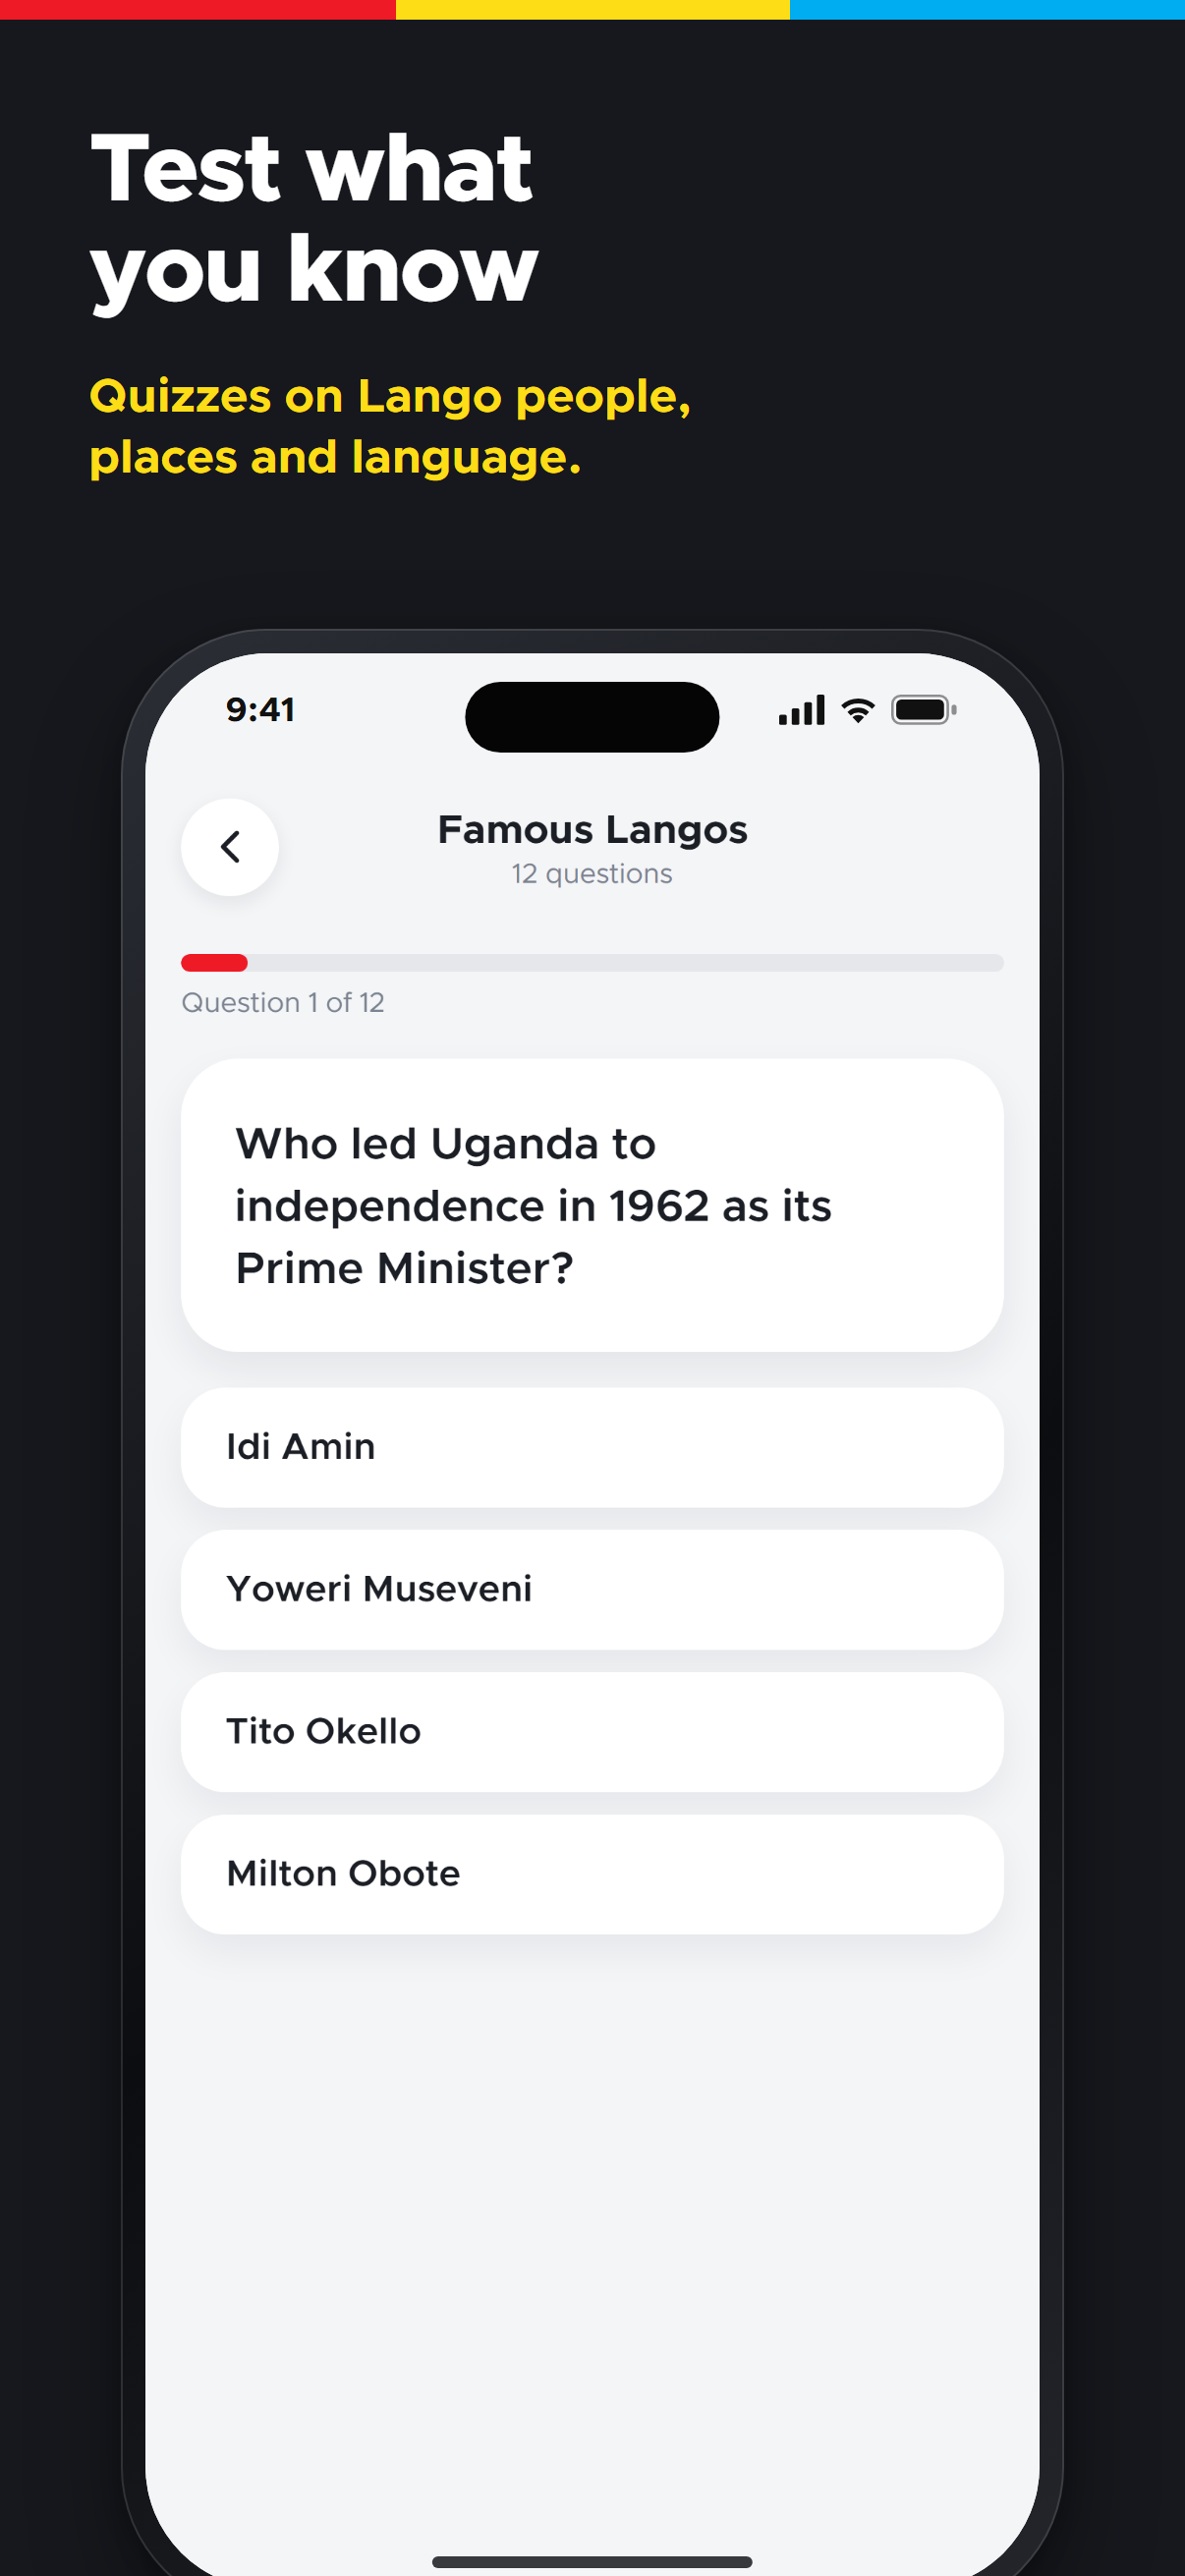 Test what
you know
Quizzes on Lango people,
places and language.
9:41
Famous Langos
12 questions
Question 1 of 12
Who led Uganda to
independence in 1962 as its
Prime Minister?
Idi Amin
Yoweri Museveni
Tito Okello
Milton Obote